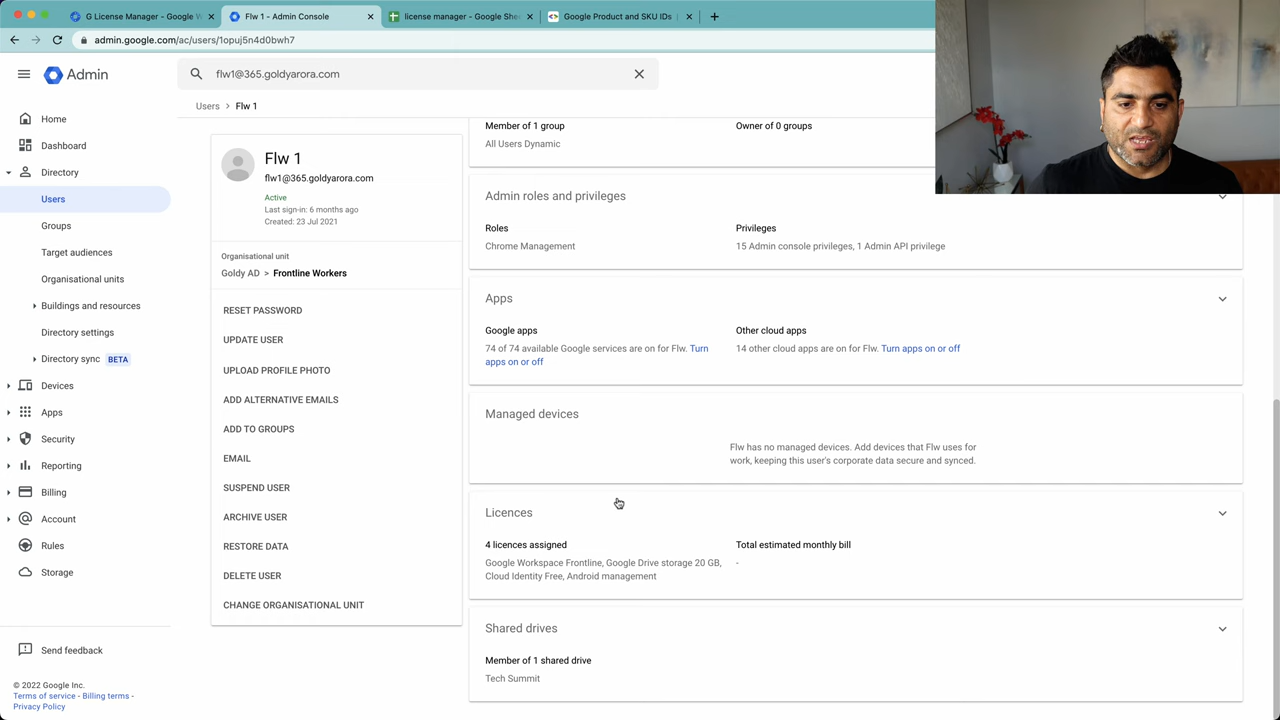 G License Manager - Google W
Flw 1 - Admin Console
license manager - Google She
Google Product and SKU IDs
admin.google.com/ac/users/1opuj5n4d0bwh7
Admin
flw1@365.goldyarora.com
Users > Flw 1
Home
Dashboard
Directory
Users
Groups
Target audiences
Organisational units
Buildings and resources
Directory settings
Directory sync BETA
Devices
Apps
Security
Reporting
Billing
Account
Rules
Storage
Send feedback
© 2022 Google Inc.
Terms of service - Billing terms -
Privacy Policy
Flw 1
flw1@365.goldyarora.com
Active
Last sign-in: 6 months ago
Created: 23 Jul 2021
Organisational unit
Goldy AD > Frontline Workers
RESET PASSWORD
UPDATE USER
UPLOAD PROFILE PHOTO
ADD ALTERNATIVE EMAILS
ADD TO GROUPS
EMAIL
SUSPEND USER
ARCHIVE USER
RESTORE DATA
DELETE USER
CHANGE ORGANISATIONAL UNIT
Member of 1 group
All Users Dynamic
Owner of 0 groups
Admin roles and privileges
Roles
Chrome Management
Privileges
15 Admin console privileges, 1 Admin API privilege
Apps
Google apps
74 of 74 available Google services are on for Flw. Turn
apps on or off
Other cloud apps
14 other cloud apps are on for Flw. Turn apps on or off
Managed devices
Flw has no managed devices. Add devices that Flw uses for
work, keeping this user's corporate data secure and synced.
Licences
4 licences assigned
Google Workspace Frontline, Google Drive storage 20 GB,
Cloud Identity Free, Android management
Total estimated monthly bill
-
Shared drives
Member of 1 shared drive
Tech Summit